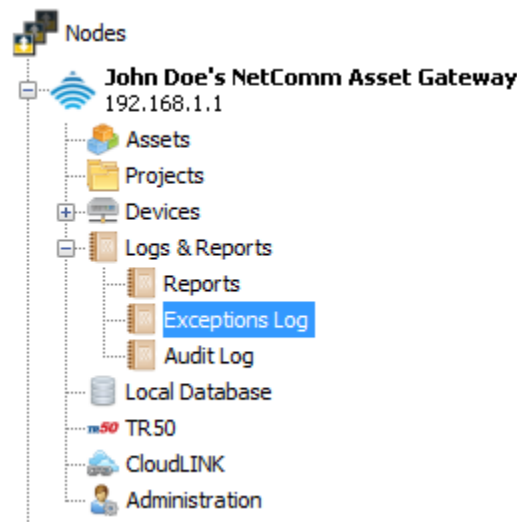 Nodes
John Doe's NetComm Asset Gateway
192.168.1.1
Assets
Projects
Devices
Logs & Reports
Reports
Exceptions Log
Audit Log
Local Database
TR50 TR50
CloudLINK
Administration